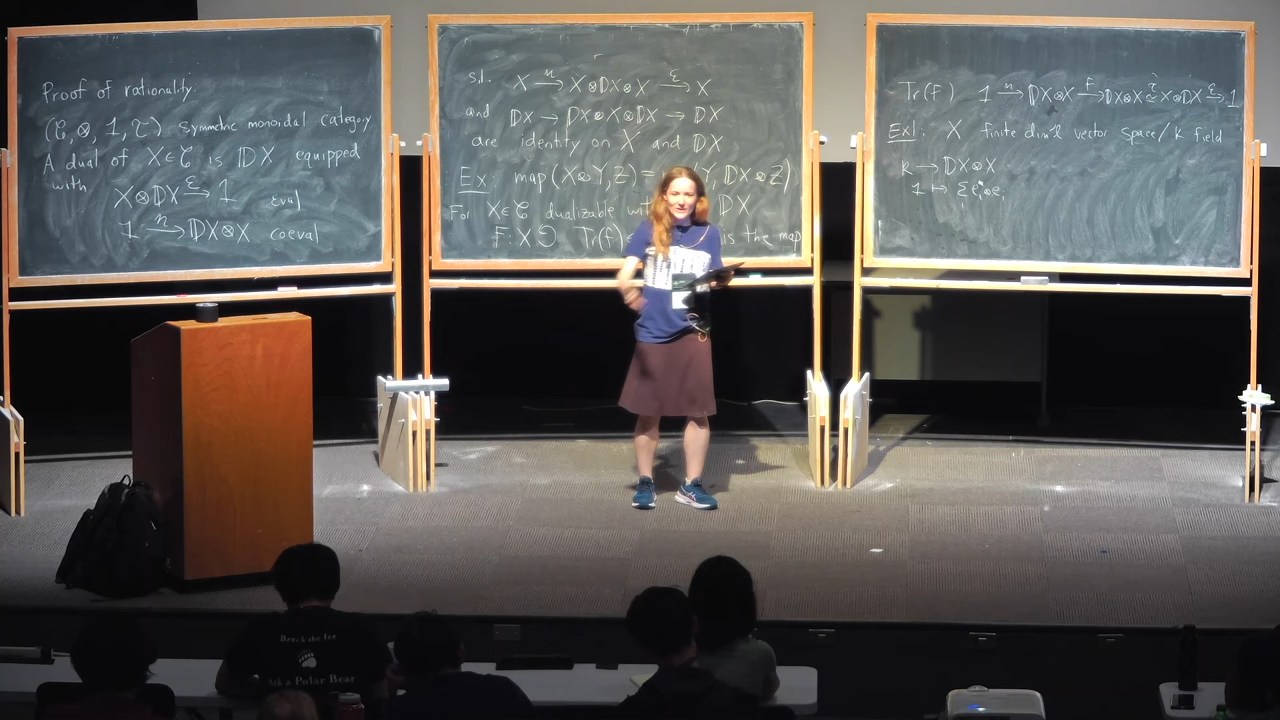 Proof of rationality:
(C, ⊗, 1, τ) symmetric monoidal category
A dual of X ∈ C is DX equipped
with
X⊗DX →ε 1 eval
1 →η DX⊗X coeval
s.t. X →η X⊗DX⊗X →ε X
and DX → DX⊗X⊗DX → DX
are identity on X and DX
Ex: map(X⊗Y, Z) = Y, DX⊗Z)
For X ∈ C dualizable DX
F: X↺. Tr(f) is the map
Tr(f) 1 →η DX⊗X →F DX⊗X ≃τ X⊗DX →ε 1
Ex1: X finite dim'l vector space/k field
k → DX⊗X
1 ↦ Σ e_i*⊗e_i
Break the Ice
Ask a Polar Bear